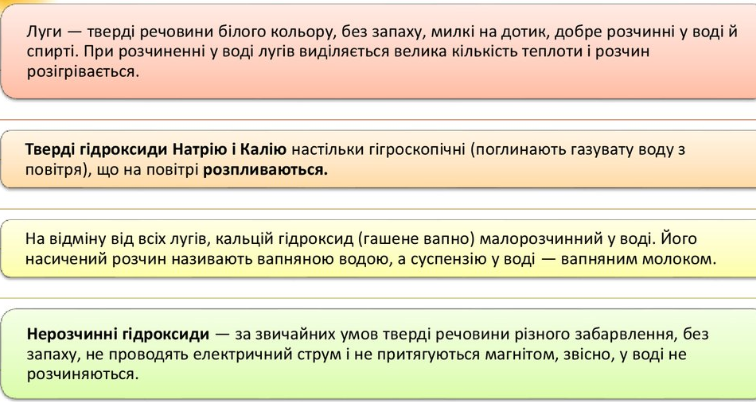 Луги — тверді речовини білого кольору, без запаху, милкі на дотик, добре розчинні у воді й
спирті. При розчиненні у воді лугів виділяється велика кількість теплоти і розчин
розігрівається.
Тверді гідроксиди Натрію і Калію настільки гігроскопічні (поглинають газувату воду з
повітря), що на повітрі розпливаються.
На відміну від всіх лугів, кальцій гідроксид (гашене вапно) малорозчинний у воді. Його
насичений розчин називають вапняною водою, а суспензію у воді — вапняним молоком.
Нерозчинні гідроксиди — за звичайних умов тверді речовини різного забарвлення, без
запаху, не проводять електричний струм і не притягуються магнітом, звісно, у воді не
розчиняються.